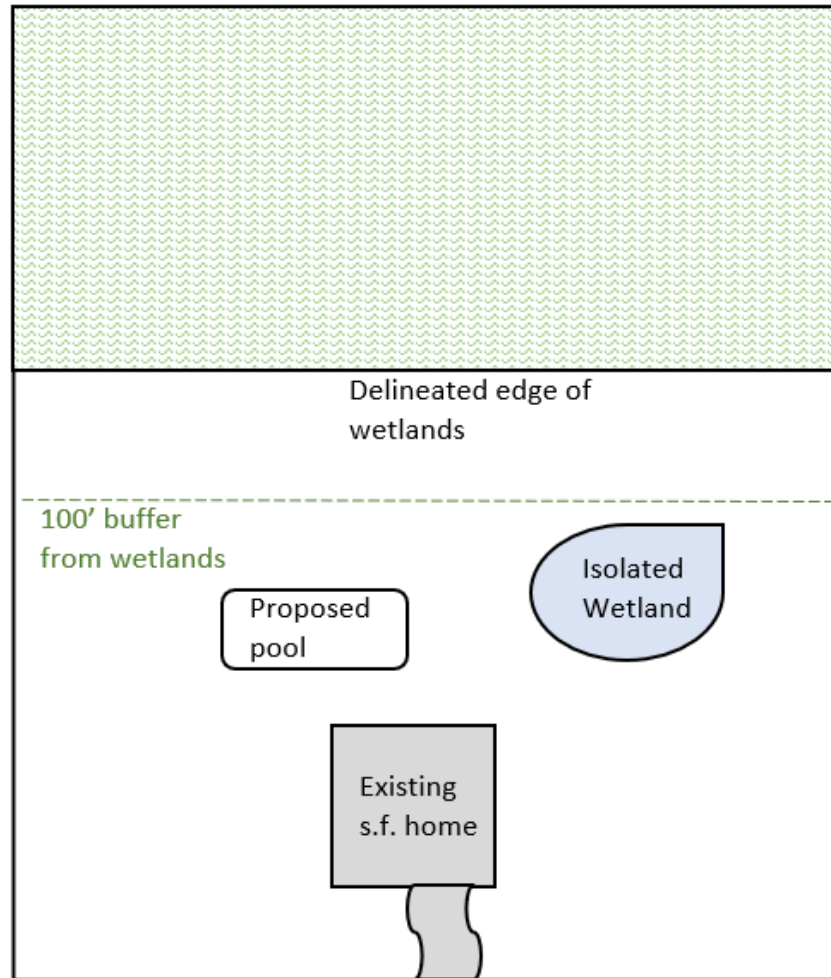 Delineated edge of
wetlands
100’ buffer
from wetlands
Isolated
Wetland
Proposed
pool
Existing
s.f. home